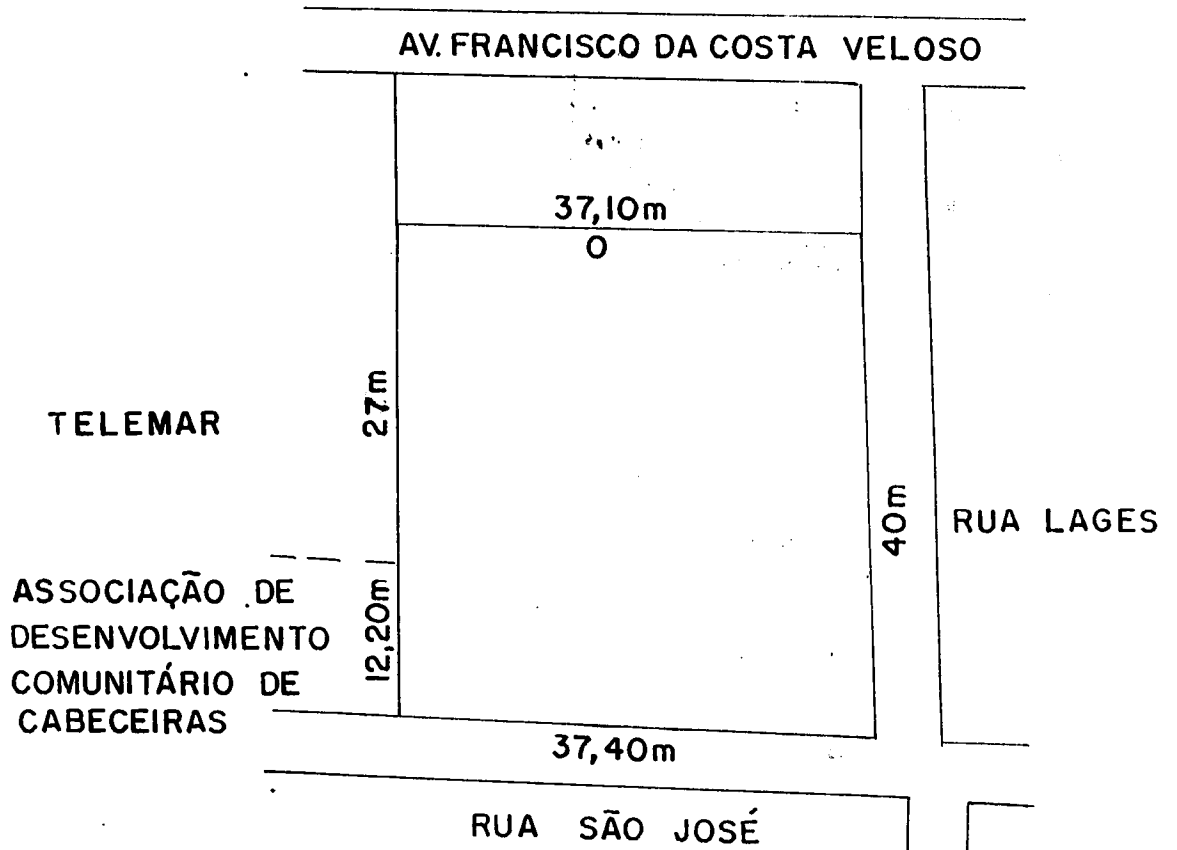 AV. FRANCISCO DA COSTA VELOSO
37,10m
O
27m
TELEMAR
40m
RUA LAGES
12,20m
ASSOCIAÇÃO DE
DESENVOLVIMENTO
COMUNITÁRIO DE
CABECEIRAS
37,40m
RUA SÃO JOSÉ